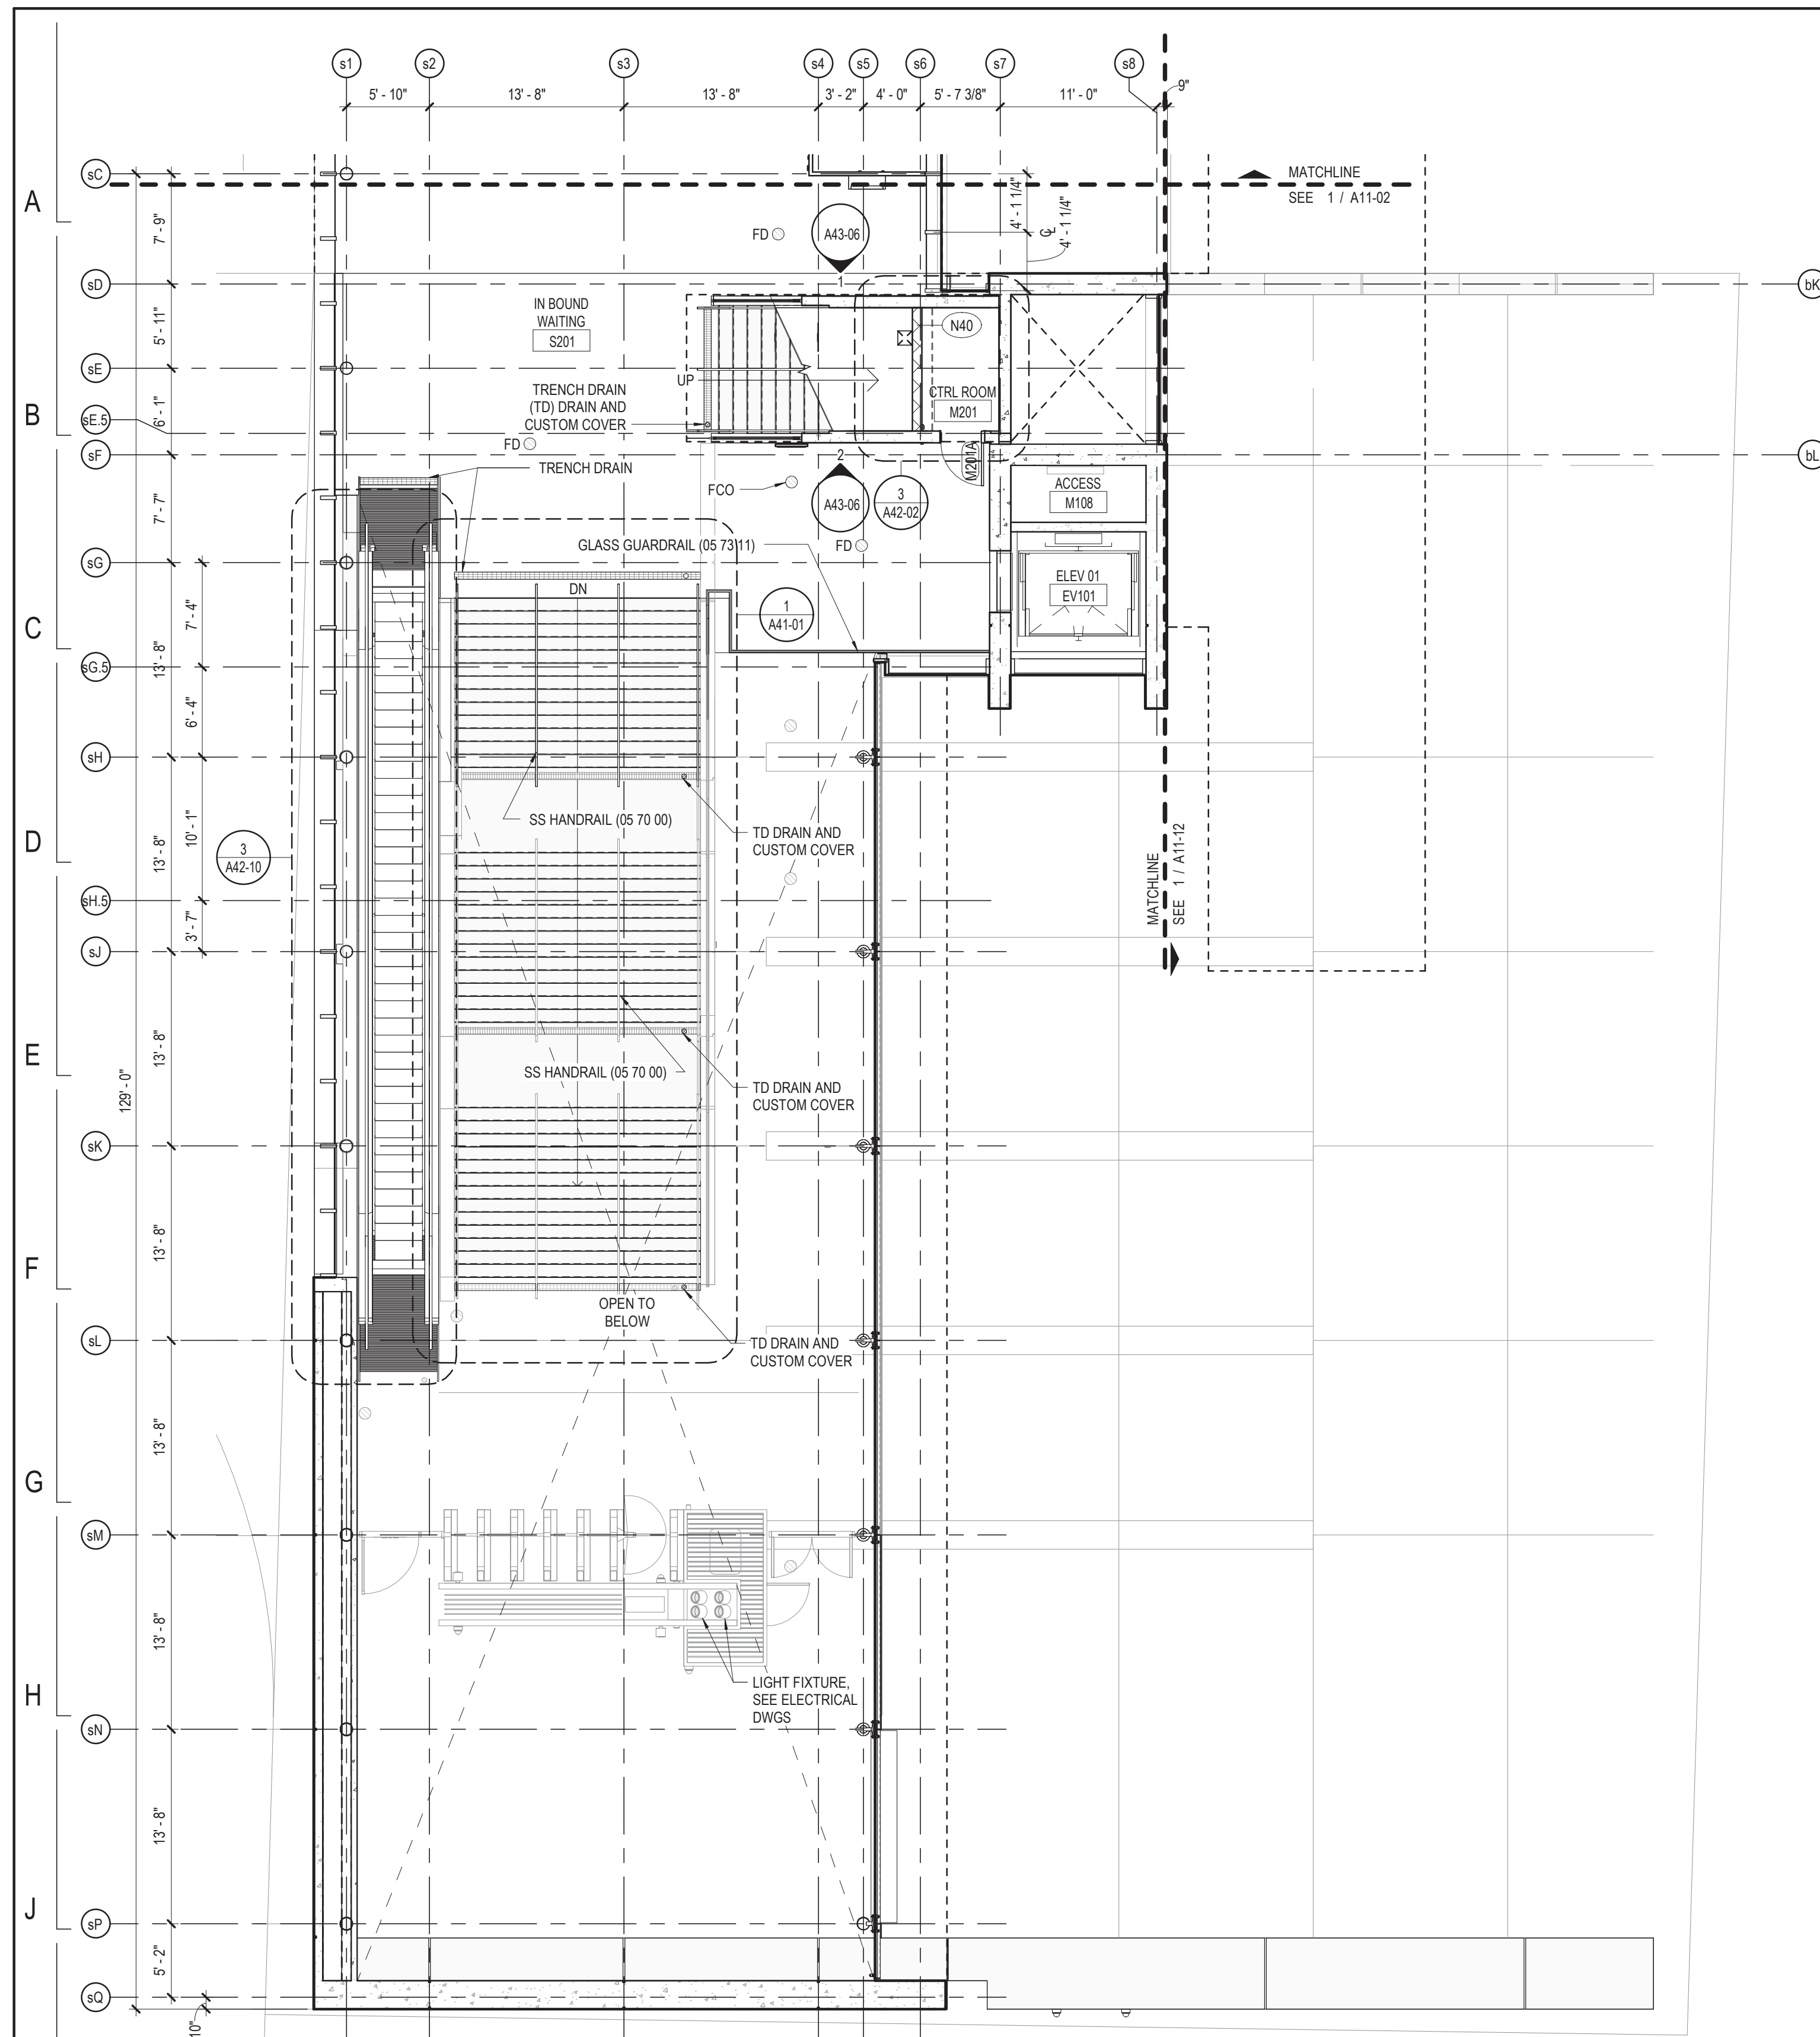 s1
s2
s3
s4
s5
s6
s7
s8
5' - 10"
13' - 8"
13' - 8"
3' - 2"
4' - 0"
5' - 7 3/8"
11' - 0"
9"
A
sC
MATCHLINE
SEE 1 / A11-02
7' - 9"
4' - 1 1/4"
℄
4' - 1 1/4"
FD
A43-06
1
sD
bK
5' - 11"
IN BOUND
WAITING
S201
N40
sE
UP
TRENCH DRAIN
(TD) DRAIN AND
CUSTOM COVER
CTRL ROOM
M201
B
6' - 1"
sE.5
FD
sF
bL
2
M201A
TRENCH DRAIN
7' - 7"
FCO
A43-06
3
A42-02
ACCESS
M108
GLASS GUARDRAIL (05 73 11)
FD
sG
DN
ELEV 01
EV101
1
A41-01
7' - 4"
C
13' - 8"
sG.5
6' - 4"
sH
SS HANDRAIL (05 70 00)
TD DRAIN AND
CUSTOM COVER
D
13' - 8"
10' - 1"
3
A42-10
MATCHLINE
SEE 1 / A11-12
sH.5
3' - 7"
sJ
E
13' - 8"
SS HANDRAIL (05 70 00)
TD DRAIN AND
CUSTOM COVER
129' - 0"
sK
F
13' - 8"
OPEN TO
BELOW
sL
TD DRAIN AND
CUSTOM COVER
13' - 8"
G
sM
13' - 8"
H
LIGHT FIXTURE,
SEE ELECTRICAL
DWGS
sN
13' - 8"
J
sP
5' - 2"
sQ
10"